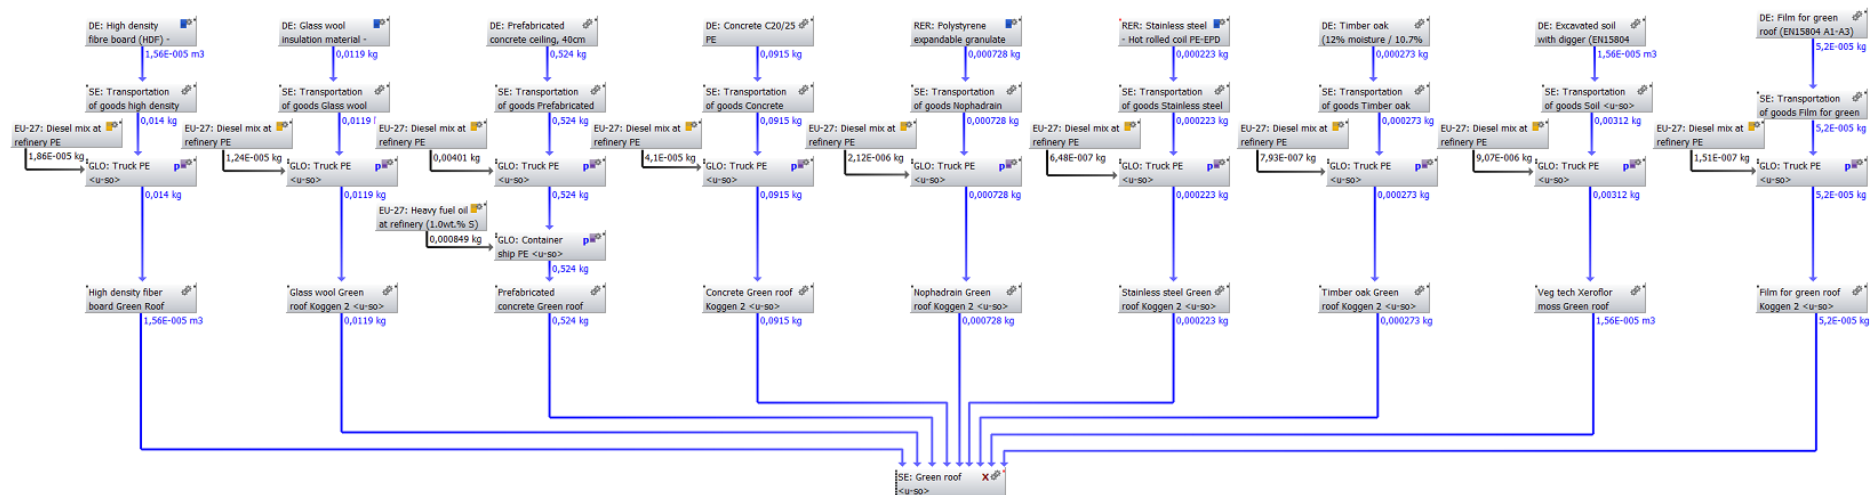 DE: High density
fibre board (HDF) -
1,56E-005 m3
DE: Glass wool
insulation material -
0,0119 kg
DE: Prefabricated
concrete ceiling, 40cm
0,524 kg
DE: Concrete C20/25
PE
0,0915 kg
RER: Polystyrene
expandable granulate
0,000728 kg
RER: Stainless steel
- Hot rolled coil PE-EPD
0,000223 kg
DE: Timber oak
(12% moisture / 10.7%
0,000273 kg
DE: Excavated soil
with digger (EN15804
1,56E-005 m3
DE: Film for green
roof (EN15804 A1-A3)
5,2E-005 kg
SE: Transportation
of goods high density
0,014 kg
SE: Transportation
of goods Glass wool
0,0119
SE: Transportation
of goods Prefabricated
0,524 kg
SE: Transportation
of goods Concrete
0,0915 kg
SE: Transportation
of goods Nophadrain
0,000728 kg
SE: Transportation
of goods Stainless steel
0,000223 kg
SE: Transportation
of goods Timber oak
0,000273 kg
SE: Transportation
of goods Soil <u-so>
0,00312 kg
SE: Transportation
of goods Film for green
5,2E-005 kg
EU-27: Diesel mix at
refinery PE
1,86E-005 kg
EU-27: Diesel mix at
refinery PE
1,24E-005 kg
EU-27: Diesel mix at
refinery PE
0,00401 kg
EU-27: Diesel mix at
refinery PE
4,1E-005 kg
EU-27: Diesel mix at
refinery PE
2,12E-006 kg
EU-27: Diesel mix at
refinery PE
6,48E-007 kg
EU-27: Diesel mix at
refinery PE
7,93E-007 kg
EU-27: Diesel mix at
refinery PE
9,07E-006 kg
EU-27: Diesel mix at
refinery PE
1,51E-007 kg
GLO: Truck PE p
<u-so>
0,014 kg
GLO: Truck PE p
<u-so>
0,0119 kg
GLO: Truck PE p
<u-so>
0,524 kg
GLO: Truck PE p
<u-so>
0,0915 kg
GLO: Truck PE p
<u-so>
0,000728 kg
GLO: Truck PE p
<u-so>
0,000223 kg
GLO: Truck PE p
<u-so>
0,000273 kg
GLO: Truck PE p
<u-so>
0,00312 kg
GLO: Truck PE p
<u-so>
5,2E-005 kg
EU-27: Heavy fuel oil
at refinery (1.0wt.% S)
0,000849 kg
GLO: Container p
ship PE <u-so>
0,524 kg
High density fiber
board Green Roof
1,56E-005 m3
Glass wool Green
roof Koggen 2 <u-so>
0,0119 kg
Prefabricated
concrete Green roof
0,524 kg
Concrete Green roof
Koggen 2 <u-so>
0,0915 kg
Nophadrain Green
roof Koggen 2 <u-so>
0,000728 kg
Stainless steel Green
roof Koggen 2 <u-so>
0,000223 kg
Timber oak Green
roof Koggen 2 <u-so>
0,000273 kg
Veg tech Xeroflor
moss Green roof
1,56E-005 m3
Film for green roof
Koggen 2 <u-so>
5,2E-005 kg
SE: Green roof X
<u-so>